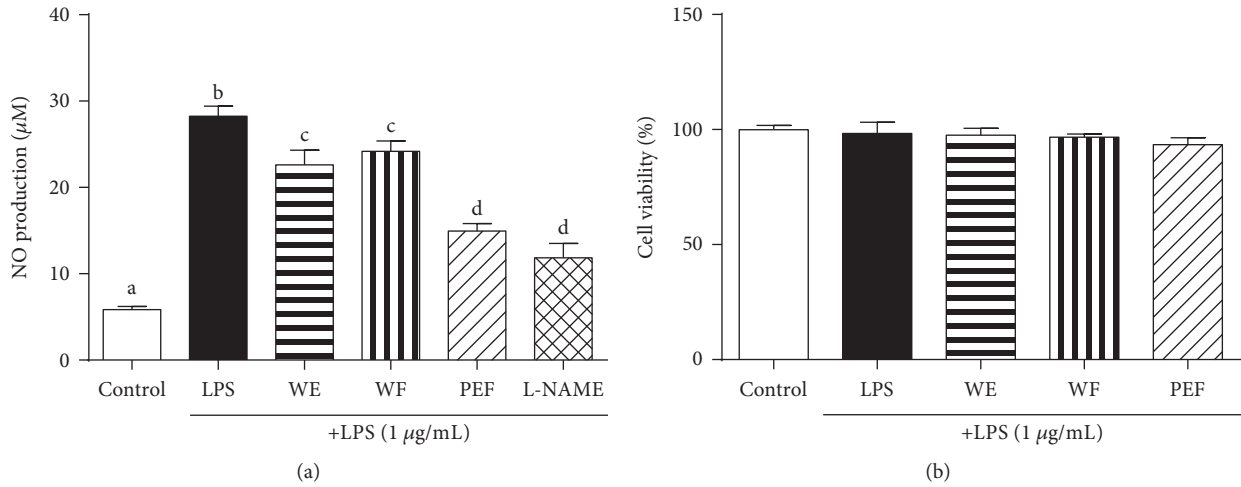 40
30
20
10
0
NO production (μM)
a
b
c
c
d
d
Control
LPS
WE
WF
PEF
L-NAME
+LPS (1 μg/mL)
(a)
150
100
50
0
Cell viability (%)
Control
LPS
WE
WF
PEF
+LPS (1 μg/mL)
(b)